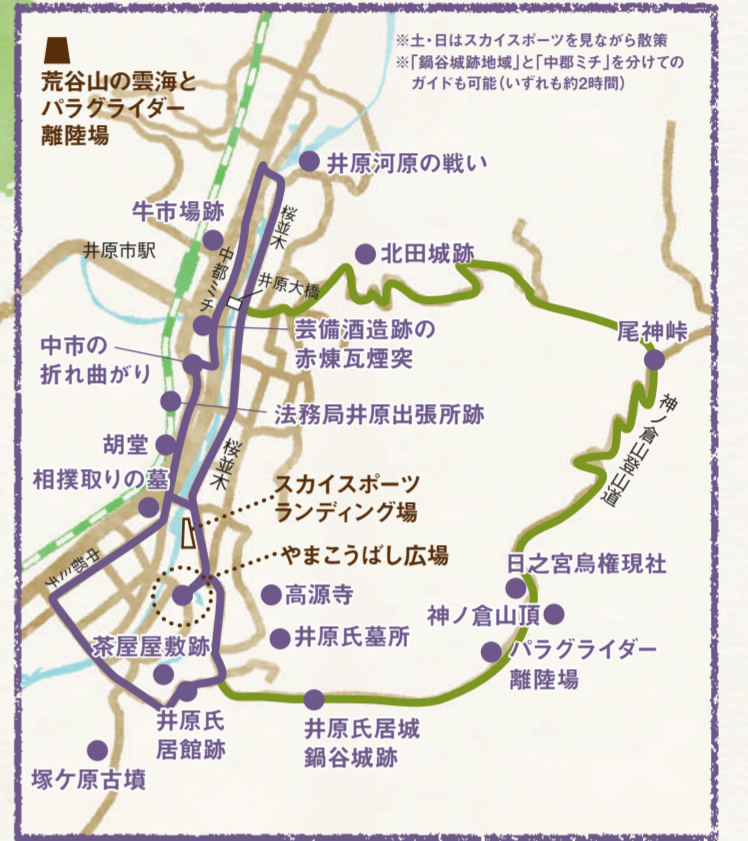 ※土・日はスカイスポーツを見ながら散策
※「鍋谷城跡地域」と「中郡ミチ」を分けての
ガイドも可能(いずれも約2時間)
荒谷山の雲海と
パラグライダー
離陸場
井原河原の戦い
牛市場跡
桜並木
井原市駅
中郡ミチ
北田城跡
井原大橋
芸備酒造跡の
赤煉瓦煙突
尾神峠
中市の
折れ曲がり
神ノ倉山登山道
法務局井原出張所跡
胡堂
桜並木
相撲取りの墓
スカイスポーツ
ランディング場
やまこうばし広場
中郡ミチ
日之宮烏権現社
高源寺
神ノ倉山頂
井原氏墓所
茶屋屋敷跡
パラグライダー
離陸場
井原氏
居館跡
井原氏居城
鍋谷城跡
塚ケ原古墳